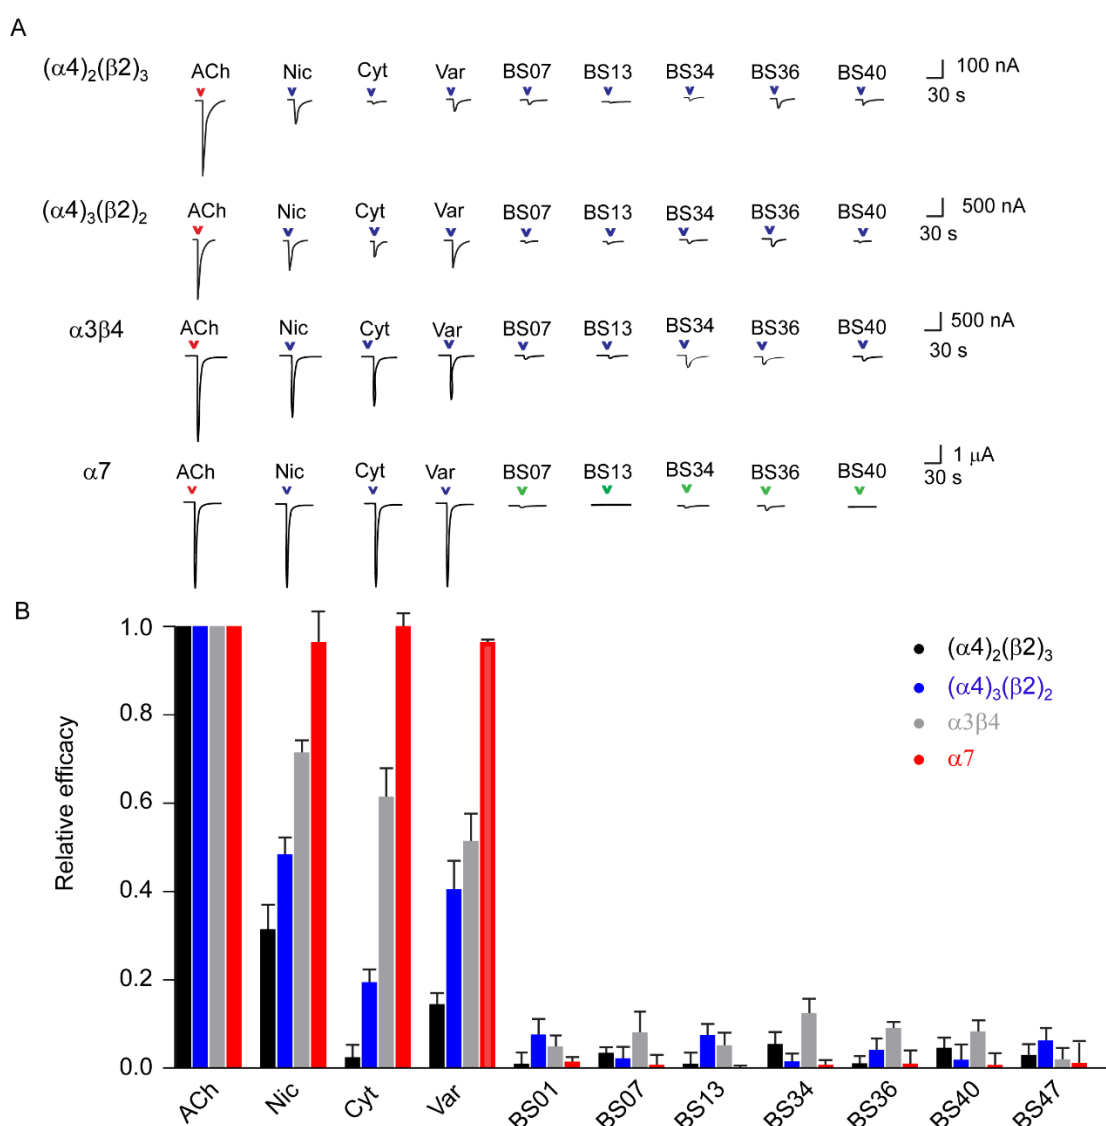 A
(α4)₂(β2)₃ ACh Nic Cyt Var BS07 BS13 BS34 BS36 BS40 100 nA
30 s
(α4)₃(β2)₂ ACh Nic Cyt Var BS07 BS13 BS34 BS36 BS40 500 nA
30 s
α3β4 ACh Nic Cyt Var BS07 BS13 BS34 BS36 BS40 500 nA
30 s
α7 ACh Nic Cyt Var BS07 BS13 BS34 BS36 BS40 1 μA
30 s
B
Relative efficacy
1.0
0.8
0.6
0.4
0.2
0.0
(α4)₂(β2)₃
(α4)₃(β2)₂
α3β4
α7
ACh Nic Cyt Var BS01 BS07 BS13 BS34 BS36 BS40 BS47